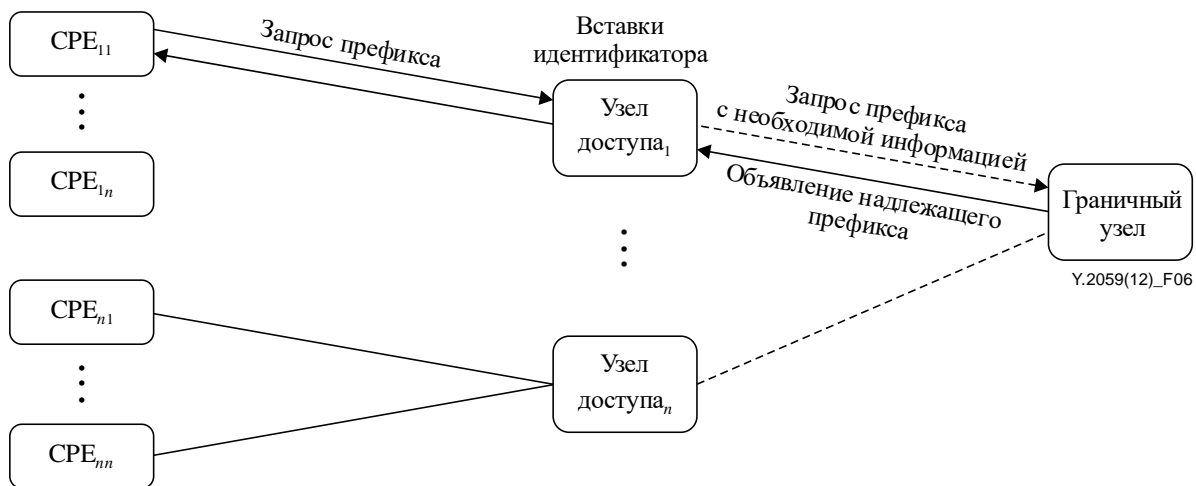 CPE₁₁
Запрос префикса
Вставки
идентификатора
Узел
доступа₁
Запрос префикса
с необходимой информацией
CPE₁ₙ
Объявление надлежащего
префикса
Граничный
узел
Y.2059(12)_F06
CPEₙ₁
Узел
доступаₙ
CPEₙₙ